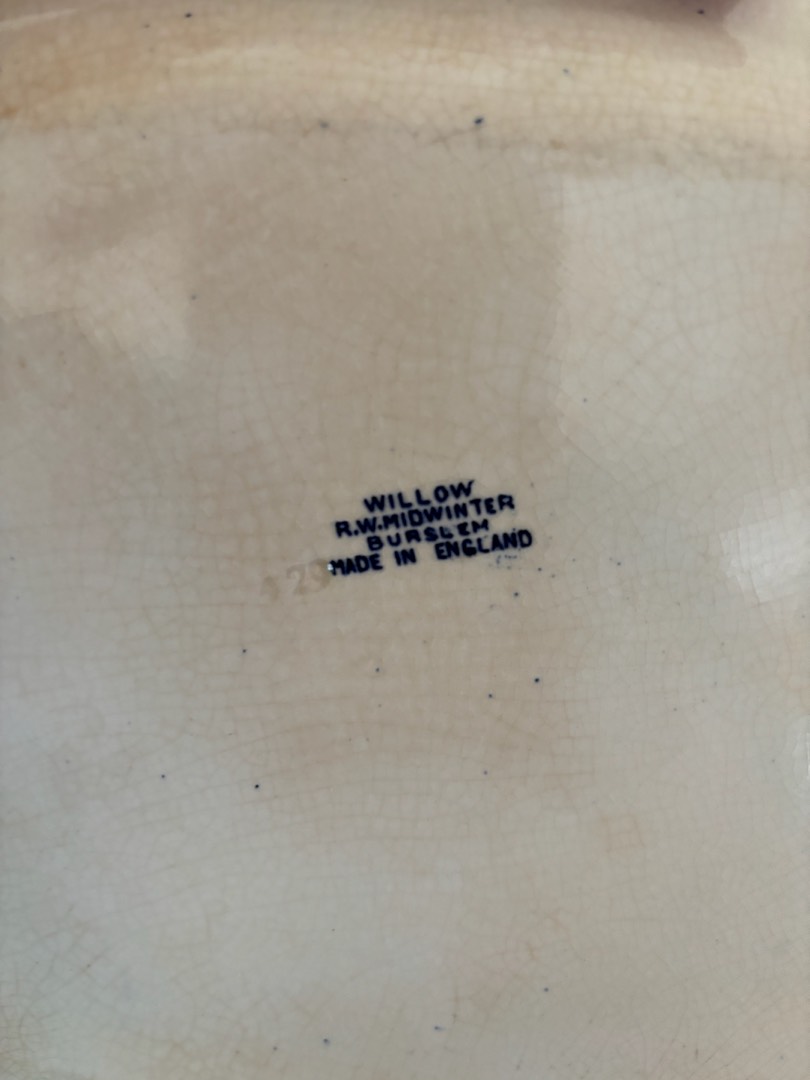 WILLOW
R.W.MIDWINTER
BURSLEM
MADE IN ENGLAND